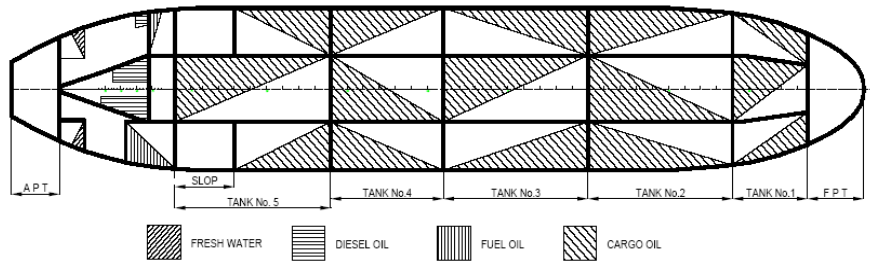 A P T
SLOP
TANK No. 5
TANK No.4
TANK No.3
TANK No.2
TANK No.1
F P T
FRESH WATER
DIESEL OIL
FUEL OIL
CARGO OIL